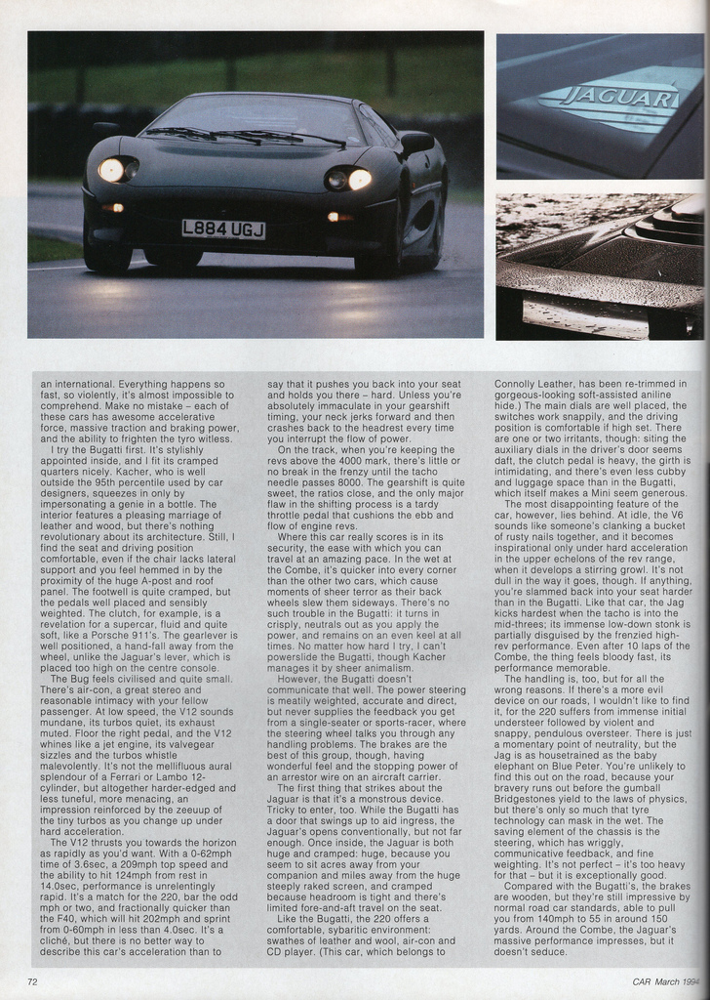 L884 UGJ
JAGUAR
an international. Everything happens so
fast, so violently, it's almost impossible to
comprehend. Make no mistake – each of
these cars has awesome accelerative
force, massive traction and braking power,
and the ability to frighten the tyro witless.
I try the Bugatti first. It's stylishly
appointed inside, and I fit its cramped
quarters nicely. Kacher, who is well
outside the 95th percentile used by car
designers, squeezes in only by
impersonating a genie in a bottle. The
interior features a pleasing marriage of
leather and wood, but there's nothing
revolutionary about its architecture. Still, I
find the seat and driving position
comfortable, even if the chair lacks lateral
support and you feel hemmed in by the
proximity of the huge A-post and roof
panel. The footwell is quite cramped, but
the pedals well placed and sensibly
weighted. The clutch, for example, is a
revelation for a supercar, fluid and quite
soft, like a Porsche 911's. The gearlever is
well positioned, a hand-fall away from the
wheel, unlike the Jaguar's lever, which is
placed too high on the centre console.
The Bug feels civilised and quite small.
There's air-con, a great stereo and
reasonable intimacy with your fellow
passenger. At low speed, the V12 sounds
mundane, its turbos quiet, its exhaust
muted. Floor the right pedal, and the V12
whines like a jet engine, its valvegear
sizzles and the turbos whistle
malevolently. It's not the mellifluous aural
splendour of a Ferrari or Lambo 12-
cylinder, but altogether harder-edged and
less tuneful, more menacing, an
impression reinforced by the zeeuup of
the tiny turbos as you change up under
hard acceleration.
The V12 thrusts you towards the horizon
as rapidly as you'd want. With a 0-62mph
time of 3.6sec, a 209mph top speed and
the ability to hit 124mph from rest in
14.0sec, performance is unrelentingly
rapid. It's a match for the 220, bar the odd
mph or two, and fractionally quicker than
the F40, which will hit 202mph and sprint
from 0-60mph in less than 4.0sec. It's a
cliché, but there is no better way to
describe this car's acceleration than to
say that it pushes you back into your seat
and holds you there – hard. Unless you're
absolutely immaculate in your gearshift
timing, your neck jerks forward and then
crashes back to the headrest every time
you interrupt the flow of power.
On the track, when you're keeping the
revs above the 4000 mark, there's little or
no break in the frenzy until the tacho
needle passes 8000. The gearshift is quite
sweet, the ratios close, and the only major
flaw in the shifting process is a tardy
throttle pedal that cushions the ebb and
flow of engine revs.
Where this car really scores is in its
security, the ease with which you can
travel at an amazing pace. In the wet at
the Combe, it's quicker into every corner
than the other two cars, which cause
moments of sheer terror as their back
wheels slew them sideways. There's no
such trouble in the Bugatti: it turns in
crisply, neutrals out as you apply the
power, and remains on an even keel at all
times. No matter how hard I try, I can't
powerslide the Bugatti, though Kacher
manages it by sheer animalism.
However, the Bugatti doesn't
communicate that well. The power steering
is meatily weighted, accurate and direct,
but never supplies the feedback you get
from a single-seater or sports-racer, where
the steering wheel talks you through any
handling problems. The brakes are the
best of this group, though, having
wonderful feel and the stopping power of
an arrestor wire on an aircraft carrier.
The first thing that strikes about the
Jaguar is that it's a monstrous device.
Tricky to enter, too. While the Bugatti has
a door that swings up to aid ingress, the
Jaguar's opens conventionally, but not far
enough. Once inside, the Jaguar is both
huge and cramped: huge, because you
seem to sit acres away from your
companion and miles away from the huge
steeply raked screen, and cramped
because headroom is tight and there's
limited fore-and-aft travel on the seat.
Like the Bugatti, the 220 offers a
comfortable, sybaritic environment:
swathes of leather and wool, air-con and
CD player. (This car, which belongs to
Connolly Leather, has been re-trimmed in
gorgeous-looking soft-assisted aniline
hide.) The main dials are well placed, the
switches work snappily, and the driving
position is comfortable if high set. There
are one or two irritants, though: siting the
auxiliary dials in the driver's door seems
daft, the clutch pedal is heavy, the girth is
intimidating, and there's even less cubby
and luggage space than in the Bugatti,
which itself makes a Mini seem generous.
The most disappointing feature of the
car, however, lies behind. At idle, the V6
sounds like someone's clanking a bucket
of rusty nails together, and it becomes
inspirational only under hard acceleration
in the upper echelons of the rev range,
when it develops a stirring growl. It's not
dull in the way it goes, though. If anything,
you're slammed back into your seat harder
than in the Bugatti. Like that car, the Jag
kicks hardest when the tacho is into the
mid-threes; its immense low-down stonk is
partially disguised by the frenzied high-
rev performance. Even after 10 laps of the
Combe, the thing feels bloody fast, its
performance memorable.
The handling is, too, but for all the
wrong reasons. If there's a more evil
device on our roads, I wouldn't like to find
it, for the 220 suffers from immense initial
understeer followed by violent and
snappy, pendulous oversteer. There is just
a momentary point of neutrality, but the
Jag is as housetrained as the baby
elephant on Blue Peter. You're unlikely to
find this out on the road, because your
bravery runs out before the gumball
Bridgestones yield to the laws of physics,
but there's only so much that tyre
technology can mask in the wet. The
saving element of the chassis is the
steering, which has wriggly,
communicative feedback, and fine
weighting. It's not perfect – it's too heavy
for that – but it is exceptionally good.
Compared with the Bugatti's, the brakes
are wooden, but they're still impressive by
normal road car standards, able to pull
you from 140mph to 55 in around 150
yards. Around the Combe, the Jaguar's
massive performance impresses, but it
doesn't seduce.
72
CAR March 1994